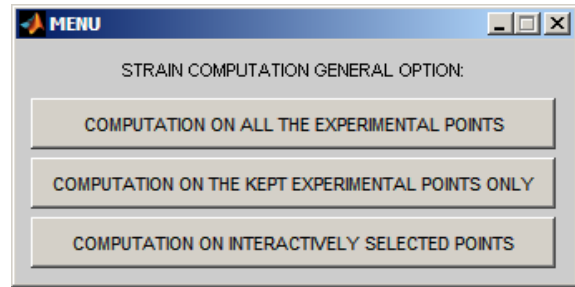 MENU
STRAIN COMPUTATION GENERAL OPTION:
COMPUTATION ON ALL THE EXPERIMENTAL POINTS
COMPUTATION ON THE KEPT EXPERIMENTAL POINTS ONLY
COMPUTATION ON INTERACTIVELY SELECTED POINTS